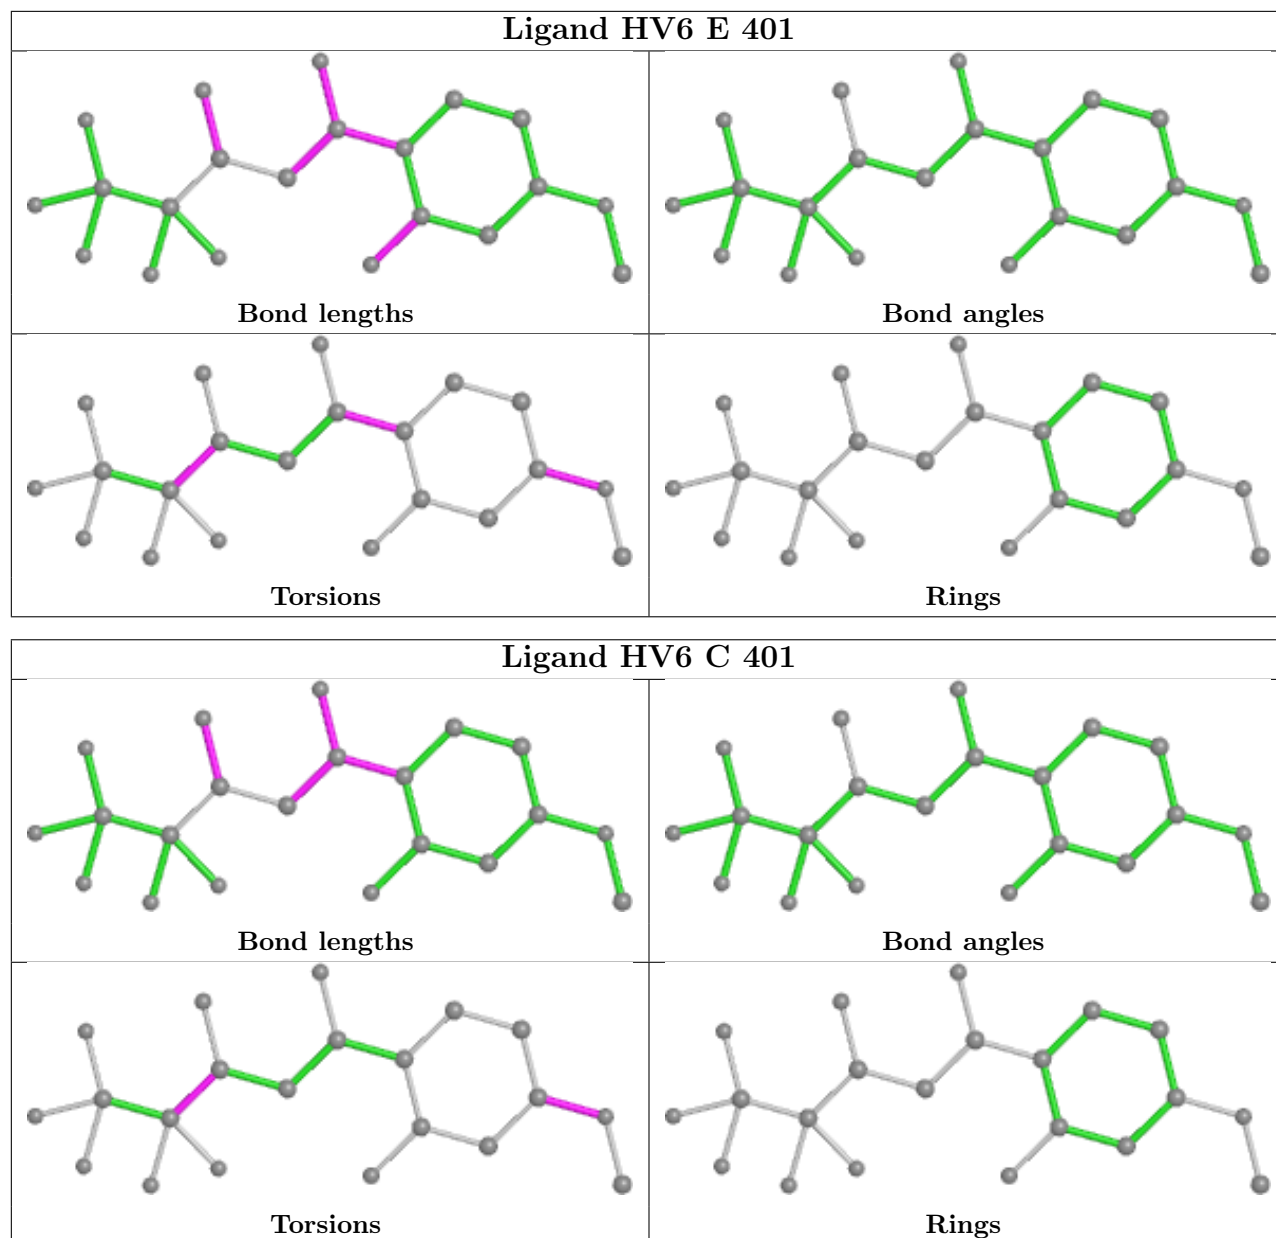 Ligand HV6 E 401
Bond lengths
Bond angles
Torsions
Rings
Ligand HV6 C 401
Bond lengths
Bond angles
Torsions
Rings